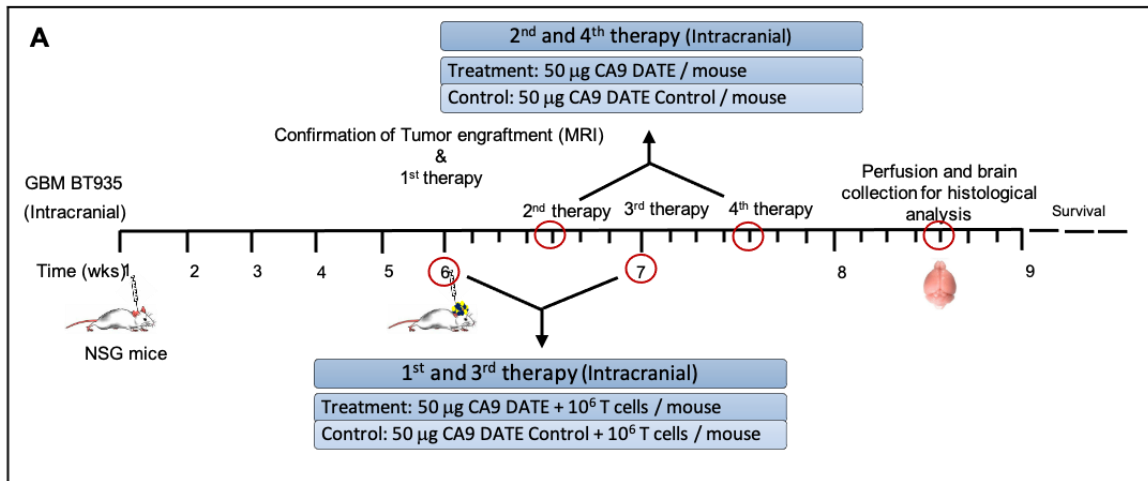 A
2nd and 4th therapy (Intracranial)
Treatment: 50 µg CA9 DATE / mouse
Control: 50 µg CA9 DATE Control / mouse
Confirmation of Tumor engraftment (MRI)
&
1st therapy
GBM BT935
(Intracranial)
2nd therapy
3rd therapy
4th therapy
Perfusion and brain
collection for histological
analysis
Survival
Time (wks) 1 2 3 4 5 6 7 8 9
NSG mice
1st and 3rd therapy (Intracranial)
Treatment: 50 µg CA9 DATE + 10⁶ T cells / mouse
Control: 50 µg CA9 DATE Control + 10⁶ T cells / mouse